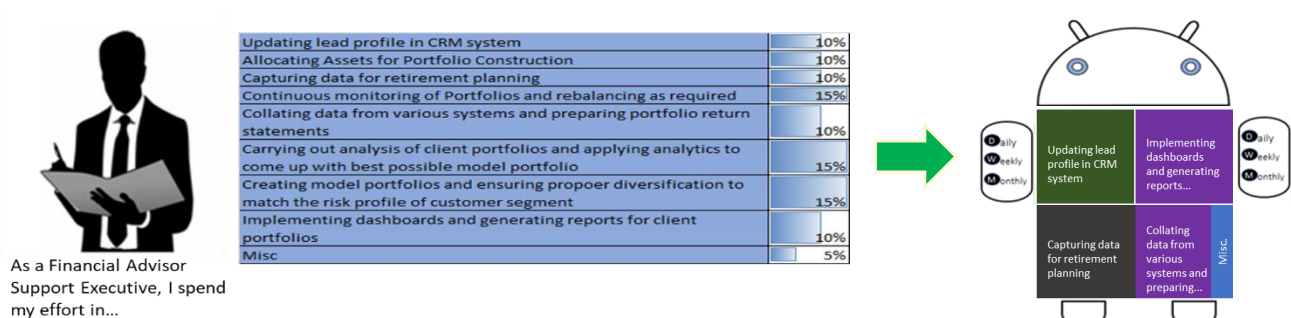 Updating lead profile in CRM system 10%
Allocating Assets for Portfolio Construction 10%
Capturing data for retirement planning 10%
Continuous monitoring of Portfolios and rebalancing as required 15%
Collating data from various systems and preparing portfolio return
statements 10%
Carrying out analysis of client portfolios and applying analytics to
come up with best possible model portfolio 15%
Creating model portfolios and ensuring propoer diversification to
match the risk profile of customer segment 15%
Implementing dashboards and generating reports for client
portfolios 10%
Misc 5%
As a Financial Advisor
Support Executive, I spend
my effort in...
Daily
Weekly
Monthly
Updating lead
profile in CRM
system
Implementing
dashboards
and generating
reports...
Daily
Weekly
Monthly
Capturing data
for retirement
planning
Collating
data from
various
systems and
preparing...
Misc.